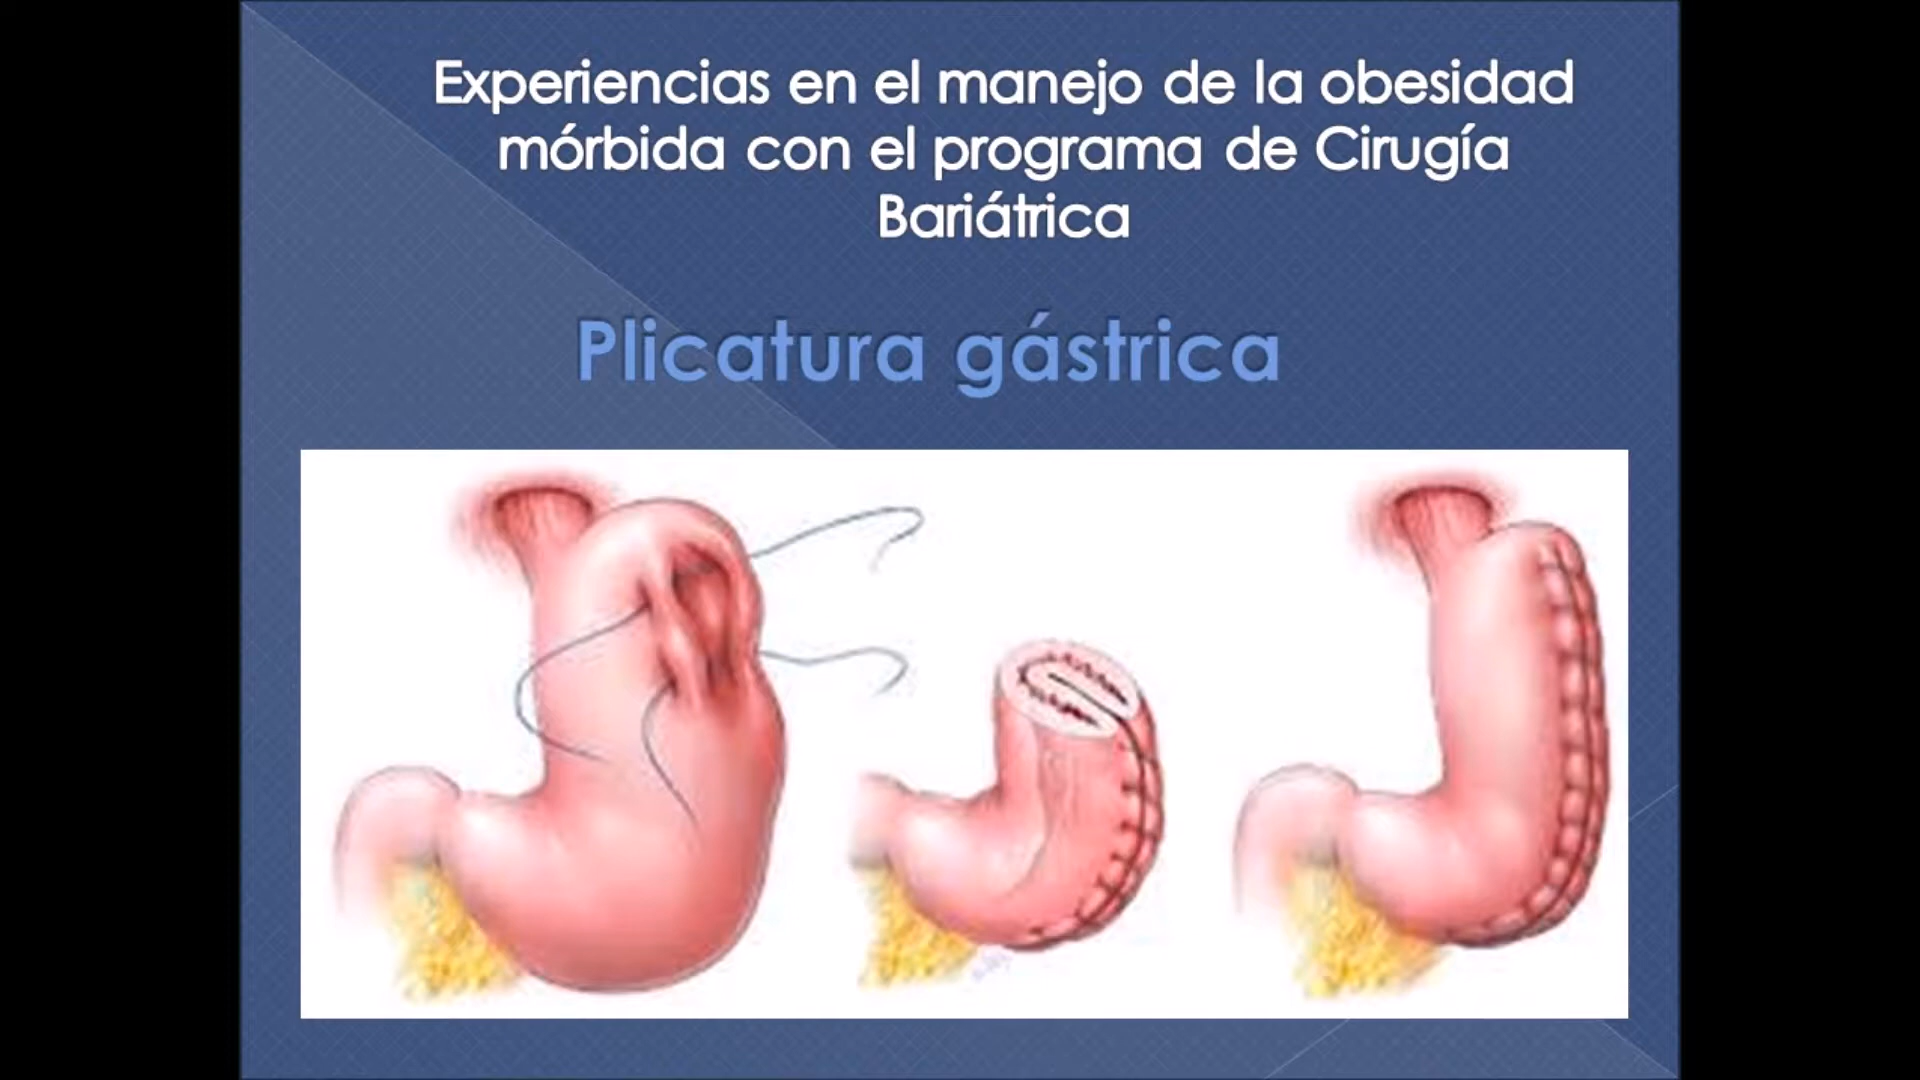 Experiencias en el manejo de la obesidad
mórbida con el programa de Cirugía
Bariátrica
Plicatura gástrica